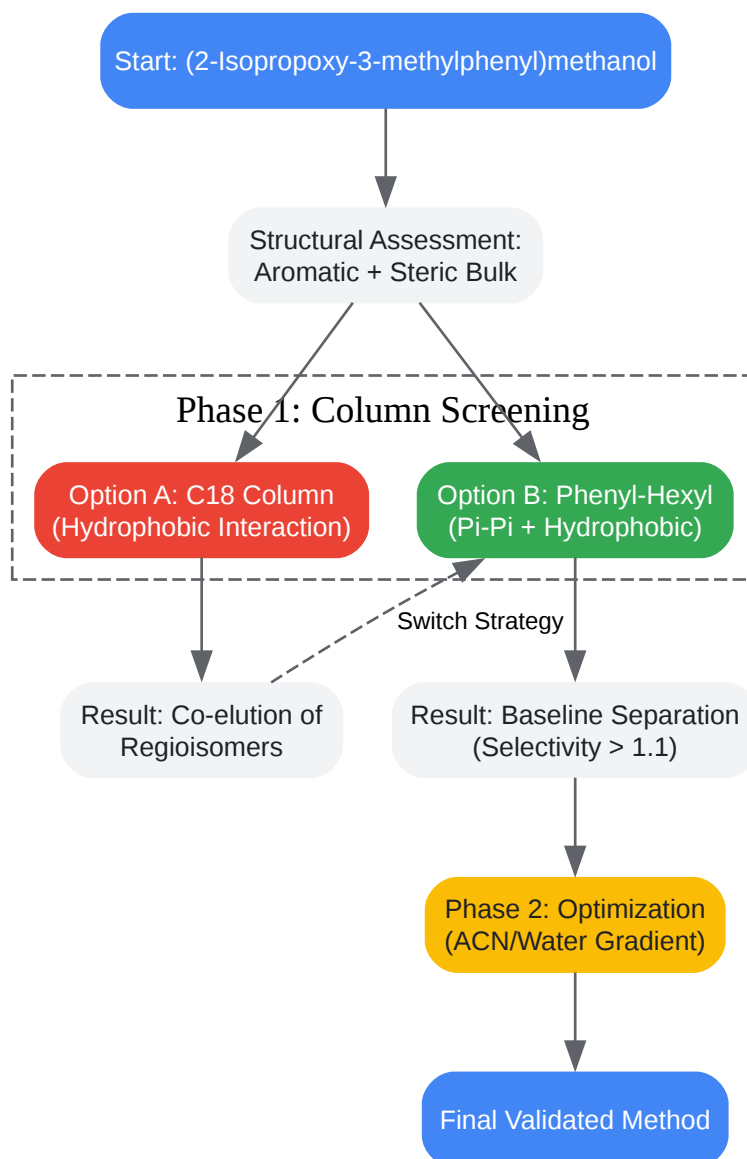 Start: (2-Isopropoxy-3-methylphenyl)methanol
Structural Assessment:
Aromatic + Steric Bulk
Phase 1: Column Screening
Option A: C18 Column
(Hydrophobic Interaction)
Option B: Phenyl-Hexyl
(Pi-Pi + Hydrophobic)
Switch Strategy
Result: Co-elution of
Regioisomers
Result: Baseline Separation
(Selectivity > 1.1)
Phase 2: Optimization
(ACN/Water Gradient)
Final Validated Method